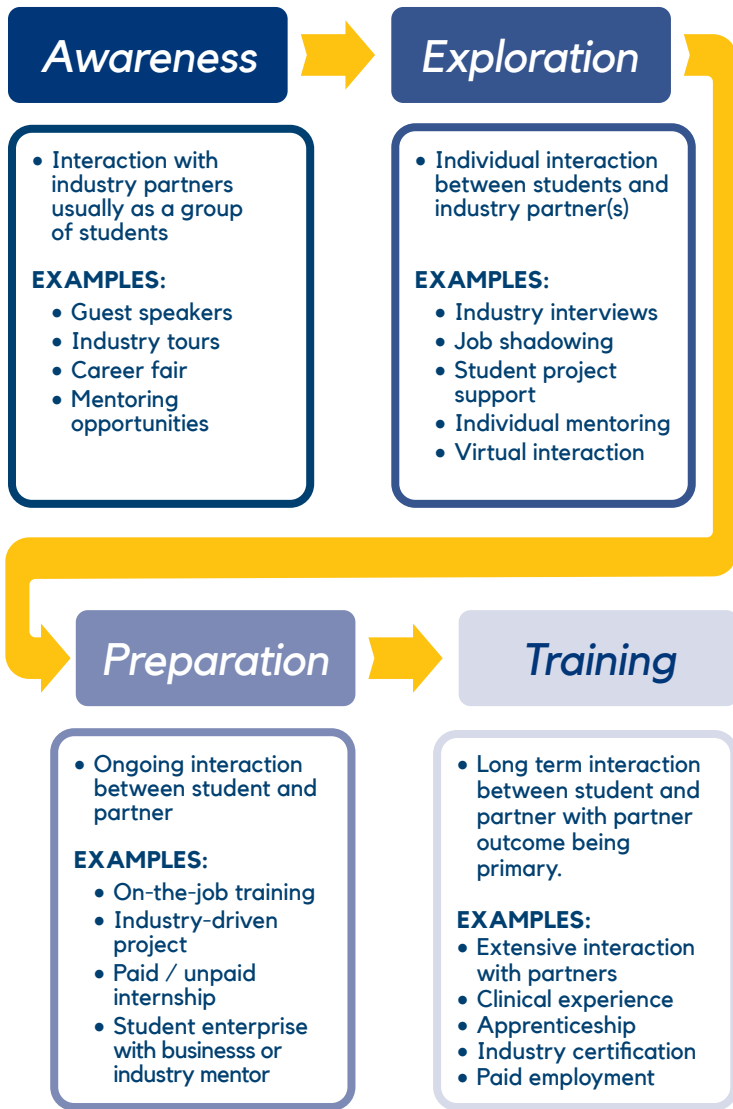 Awareness
Exploration
• Interaction with
industry partners
usually as a group
of students
EXAMPLES:
• Guest speakers
• Industry tours
• Career fair
• Mentoring
opportunities
• Individual interaction
between students and
industry partner(s)
EXAMPLES:
• Industry interviews
• Job shadowing
• Student project
support
• Individual mentoring
• Virtual interaction
Preparation
Training
• Ongoing interaction
between student and
partner
EXAMPLES:
• On-the-job training
• Industry-driven
project
• Paid / unpaid
internship
• Student enterprise
with businesss or
industry mentor
• Long term interaction
between student and
partner with partner
outcome being
primary.
EXAMPLES:
• Extensive interaction
with partners
• Clinical experience
• Apprenticeship
• Industry certification
• Paid employment